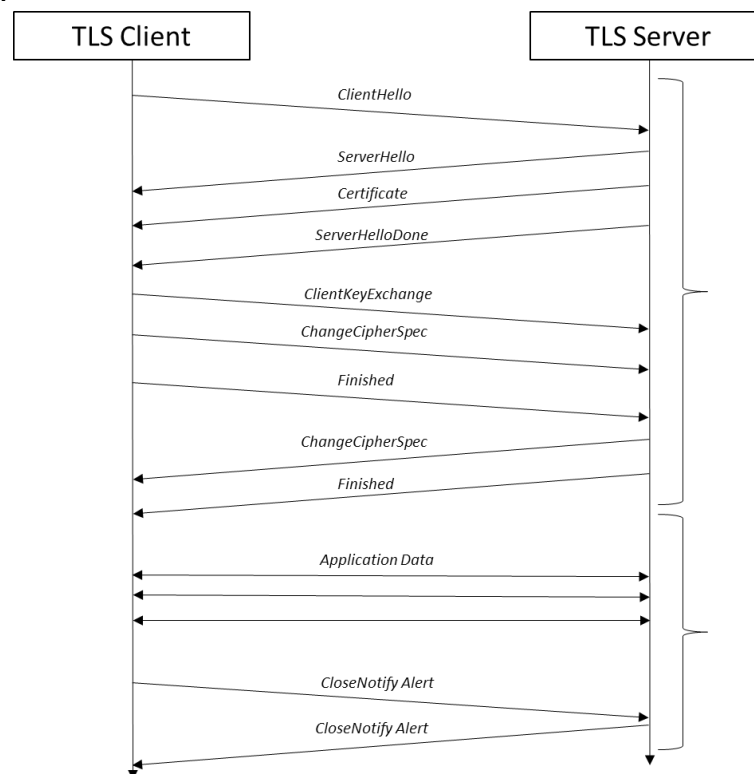 TLS Client
TLS Server
ClientHello
ServerHello
Certificate
ServerHelloDone
ClientKeyExchange
ChangeCipherSpec
Finished
ChangeCipherSpec
Finished
Application Data
CloseNotify Alert
CloseNotify Alert